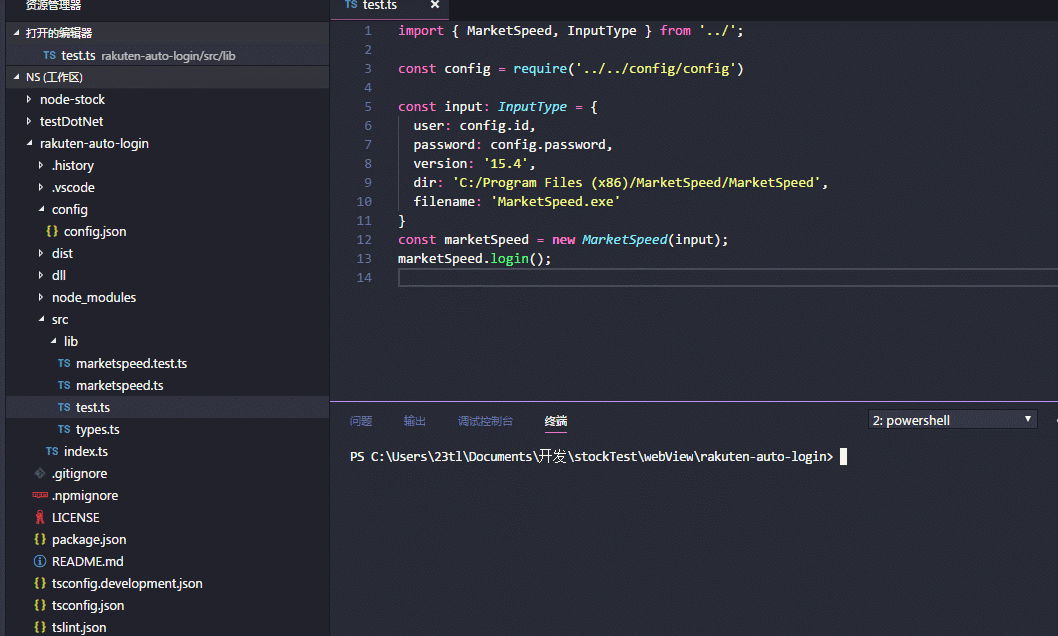 资源管理器
打开的编辑器
TS test.ts rakuten-auto-login/src/lib
NS (工作区)
node-stock
testDotNet
rakuten-auto-login
.history
.vscode
config
{} config.json
dist
dll
node_modules
src
lib
TS marketspeed.test.ts
TS marketspeed.ts
TS test.ts
TS types.ts
TS index.ts
.gitignore
npm .npmignore
LICENSE
{} package.json
README.md
{} tsconfig.development.json
{} tsconfig.json
{} tslint.json
TS test.ts ×
1 import { MarketSpeed, InputType } from '../';
2
3 const config = require('../../config/config')
4
5 const input: InputType = {
6 user: config.id,
7 password: config.password,
8 version: '15.4',
9 dir: 'C:/Program Files (x86)/MarketSpeed/MarketSpeed',
10 filename: 'MarketSpeed.exe'
11 }
12 const marketSpeed = new MarketSpeed(input);
13 marketSpeed.login();
14
问题 输出 调试控制台 终端 2: powershell
PS C:\Users\23tl\Documents\开发\stockTest\webView\rakuten-auto-login>